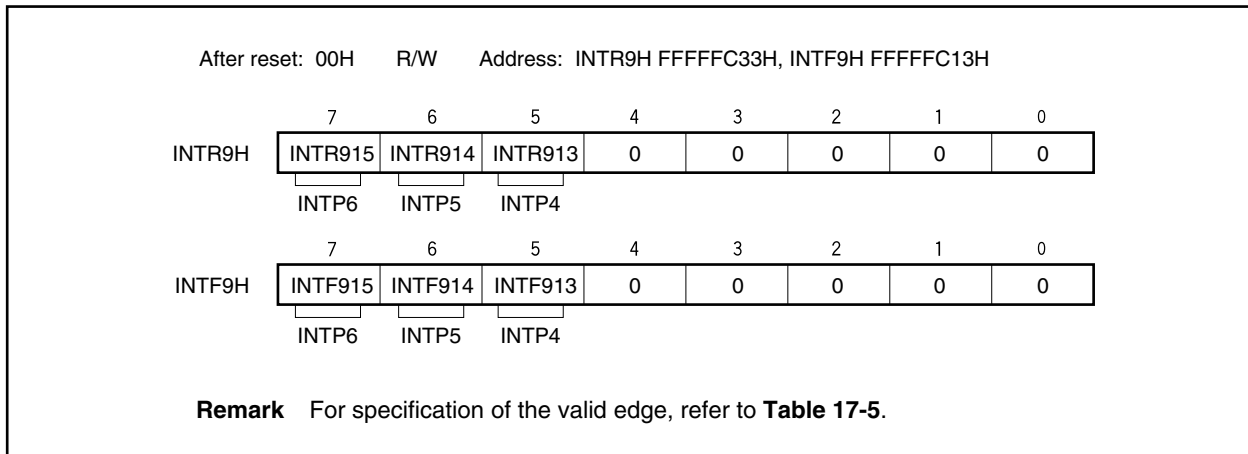 After reset: 00H R/W Address: INTR9H FFFFFC33H, INTF9H FFFFFC13H
7 6 5 4 3 2 1 0
INTR9H INTR915 INTR914 INTR913 0 0 0 0 0
INTP6 INTP5 INTP4
7 6 5 4 3 2 1 0
INTF9H INTF915 INTF914 INTF913 0 0 0 0 0
INTP6 INTP5 INTP4
Remark For specification of the valid edge, refer to Table 17-5.